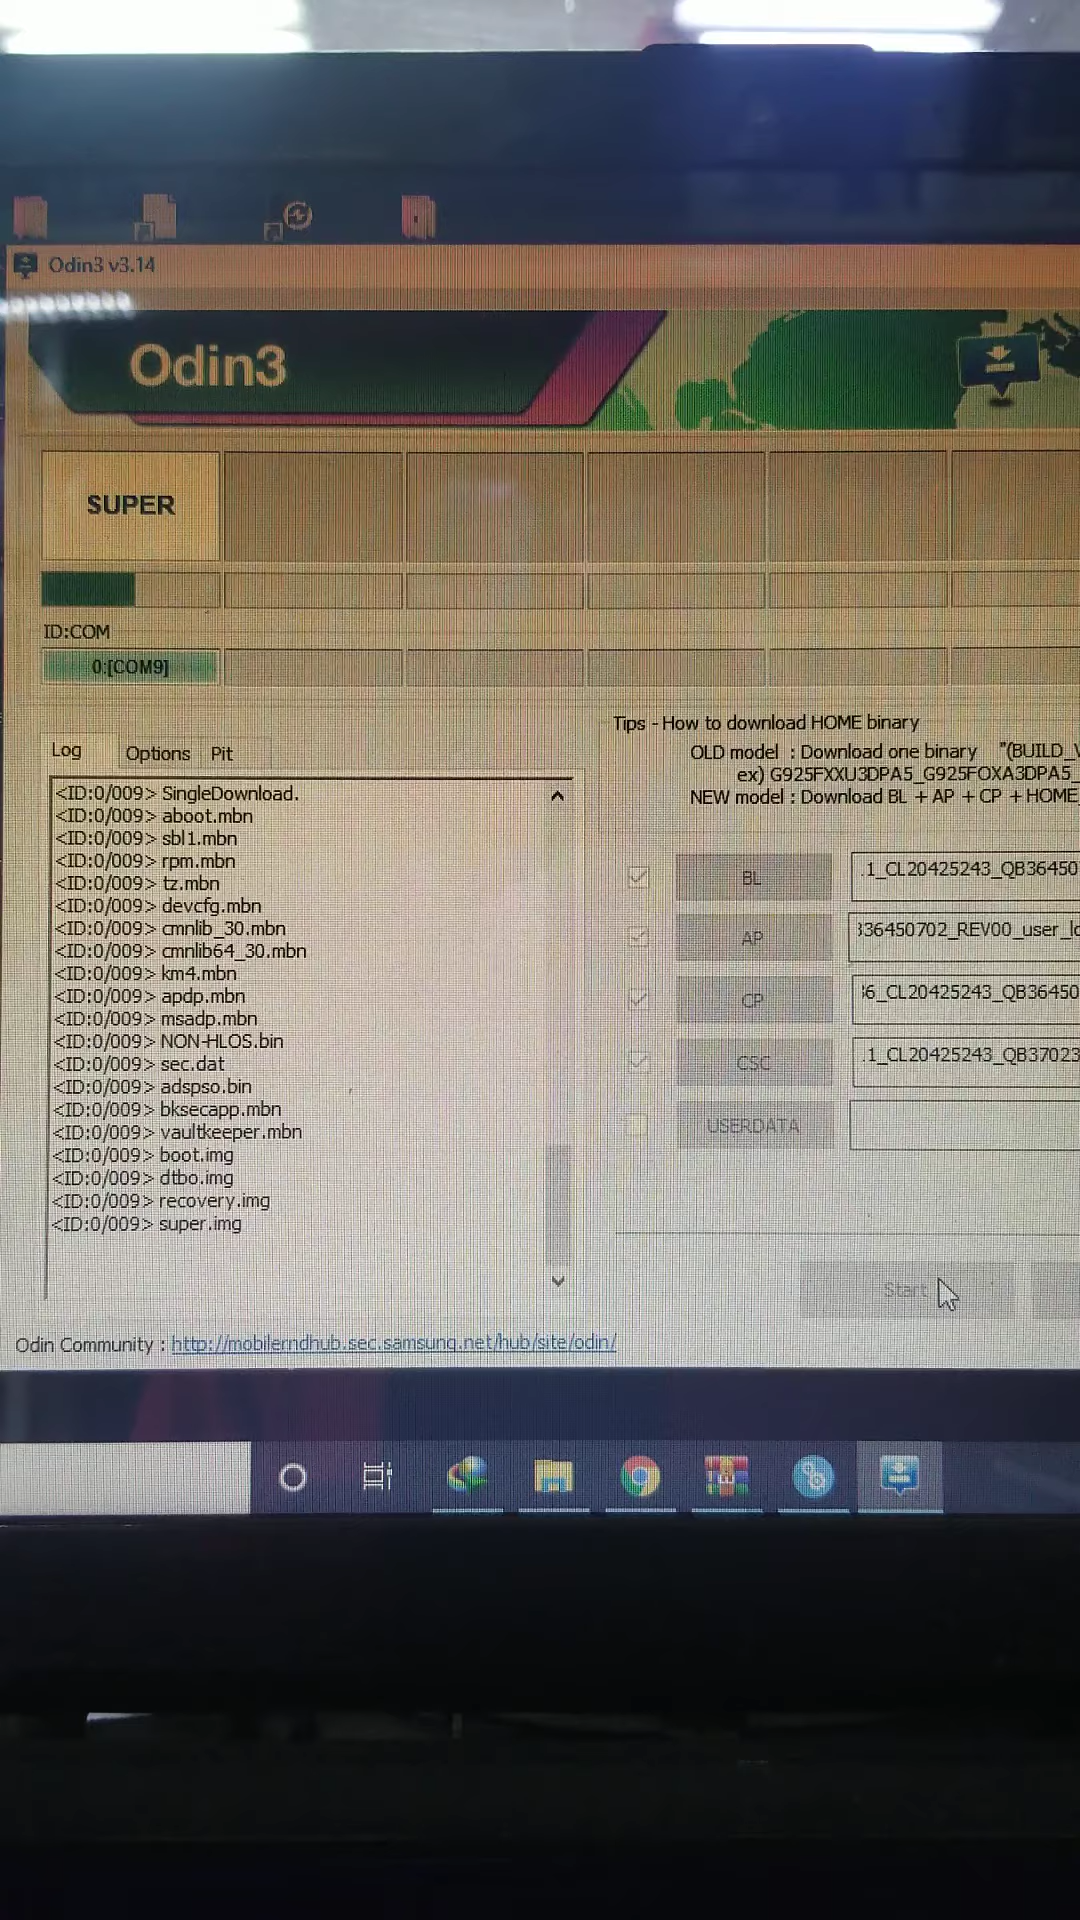 Odin3 v3.14
Odin3
SUPER
ID:COM
0:[COM9]
Log
Options
Pit
<ID:0/009> SingleDownload.
<ID:0/009> aboot.mbn
<ID:0/009> sbl1.mbn
<ID:0/009> rpm.mbn
<ID:0/009> tz.mbn
<ID:0/009> devcfg.mbn
<ID:0/009> cmnlib_30.mbn
<ID:0/009> cmnlib64_30.mbn
<ID:0/009> km4.mbn
<ID:0/009> apdp.mbn
<ID:0/009> msadp.mbn
<ID:0/009> NON-HLOS.bin
<ID:0/009> sec.dat
<ID:0/009> adspso.bin
<ID:0/009> bksecapp.mbn
<ID:0/009> vaultkeeper.mbn
<ID:0/009> boot.img
<ID:0/009> dtbo.img
<ID:0/009> recovery.img
<ID:0/009> super.img
Tips - How to download HOME binary
OLD model : Download one binary "(BUILD_
ex) G925FXXU3DPA5_G925FOXA3DPA5_
NEW model : Download BL + AP + CP + HOME
BL
.1_CL20425243_QB36450
AP
336450702_REV00_user_
CP
6_CL20425243_QB36450
CSC
.1_CL20425243_QB37023
USERDATA
Start
Odin Community : http://mobilerndhub.sec.samsung.net/hub/site/odin/